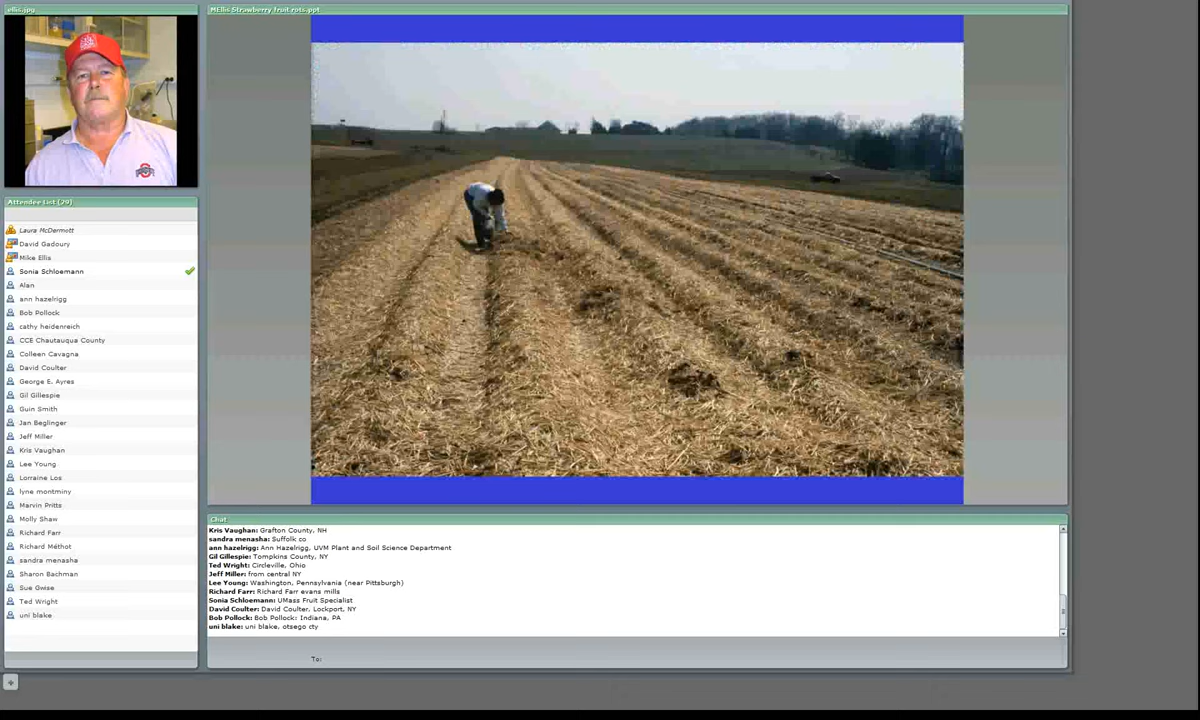 ellis.jpg
Attendee List (29)
Laura McDermott
David Gadoury
Mike Ellis
Sonia Schloemann
Alan
ann hazelrigg
Bob Pollock
cathy heidenreich
CCE Chautauqua County
Colleen Cavagna
David Coulter
George E. Ayres
Gil Gillespie
Guin Smith
Jan Beglinger
Jeff Miller
Kris Vaughan
Lee Young
Lorraine Los
lyne montminy
Marvin Pritts
Molly Shaw
Richard Farr
Richard Méthot
sandra menasha
Sharon Bachman
Sue Gwise
Ted Wright
uni blake
MEllis Strawberry fruit rots.ppt
Chat
Kris Vaughan: Grafton County, NH
sandra menasha: Suffolk co
ann hazelrigg: Ann Hazelrigg, UVM Plant and Soil Science Department
Gil Gillespie: Tompkins County, NY
Ted Wright: Circleville, Ohio
Jeff Miller: from central NY
Lee Young: Washington, Pennsylvania (near Pittsburgh)
Richard Farr: Richard Farr evans mills
Sonia Schloemann: UMass Fruit Specialist
David Coulter: David Coulter, Lockport, NY
Bob Pollock: Bob Pollock: Indiana, PA
uni blake: uni blake, otsego cty
To: